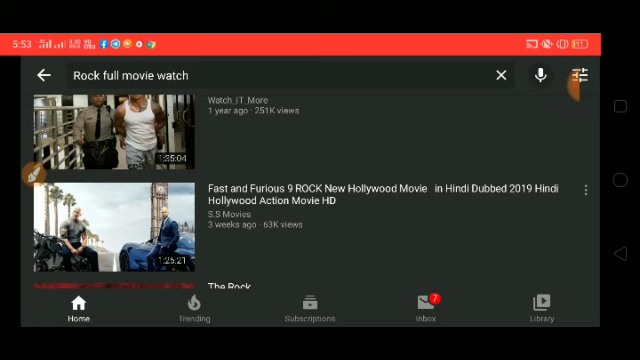 5:53
Rock full movie watch
Watch_IT_More
1 year ago · 251K views
1:35:04
Fast and Furious 9 ROCK New Hollywood Movie in Hindi Dubbed 2019 Hindi
Hollywood Action Movie HD
S.S Movies
3 weeks ago · 63K views
1:25:21
The Rock
7
Home
Trending
Subscriptions
Inbox
Library